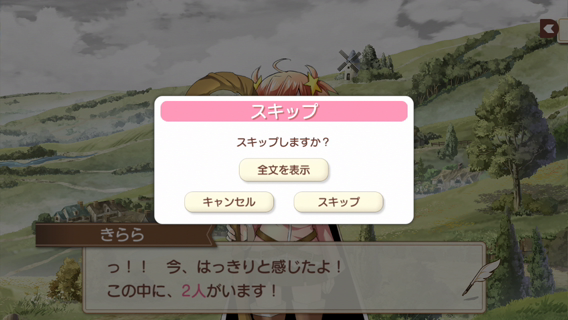 スキップ
スキップしますか？
全文を表示
キャンセル
スキップ
きらら
っ！！　今、はっきりと感じたよ！
この中に、2人がいます！